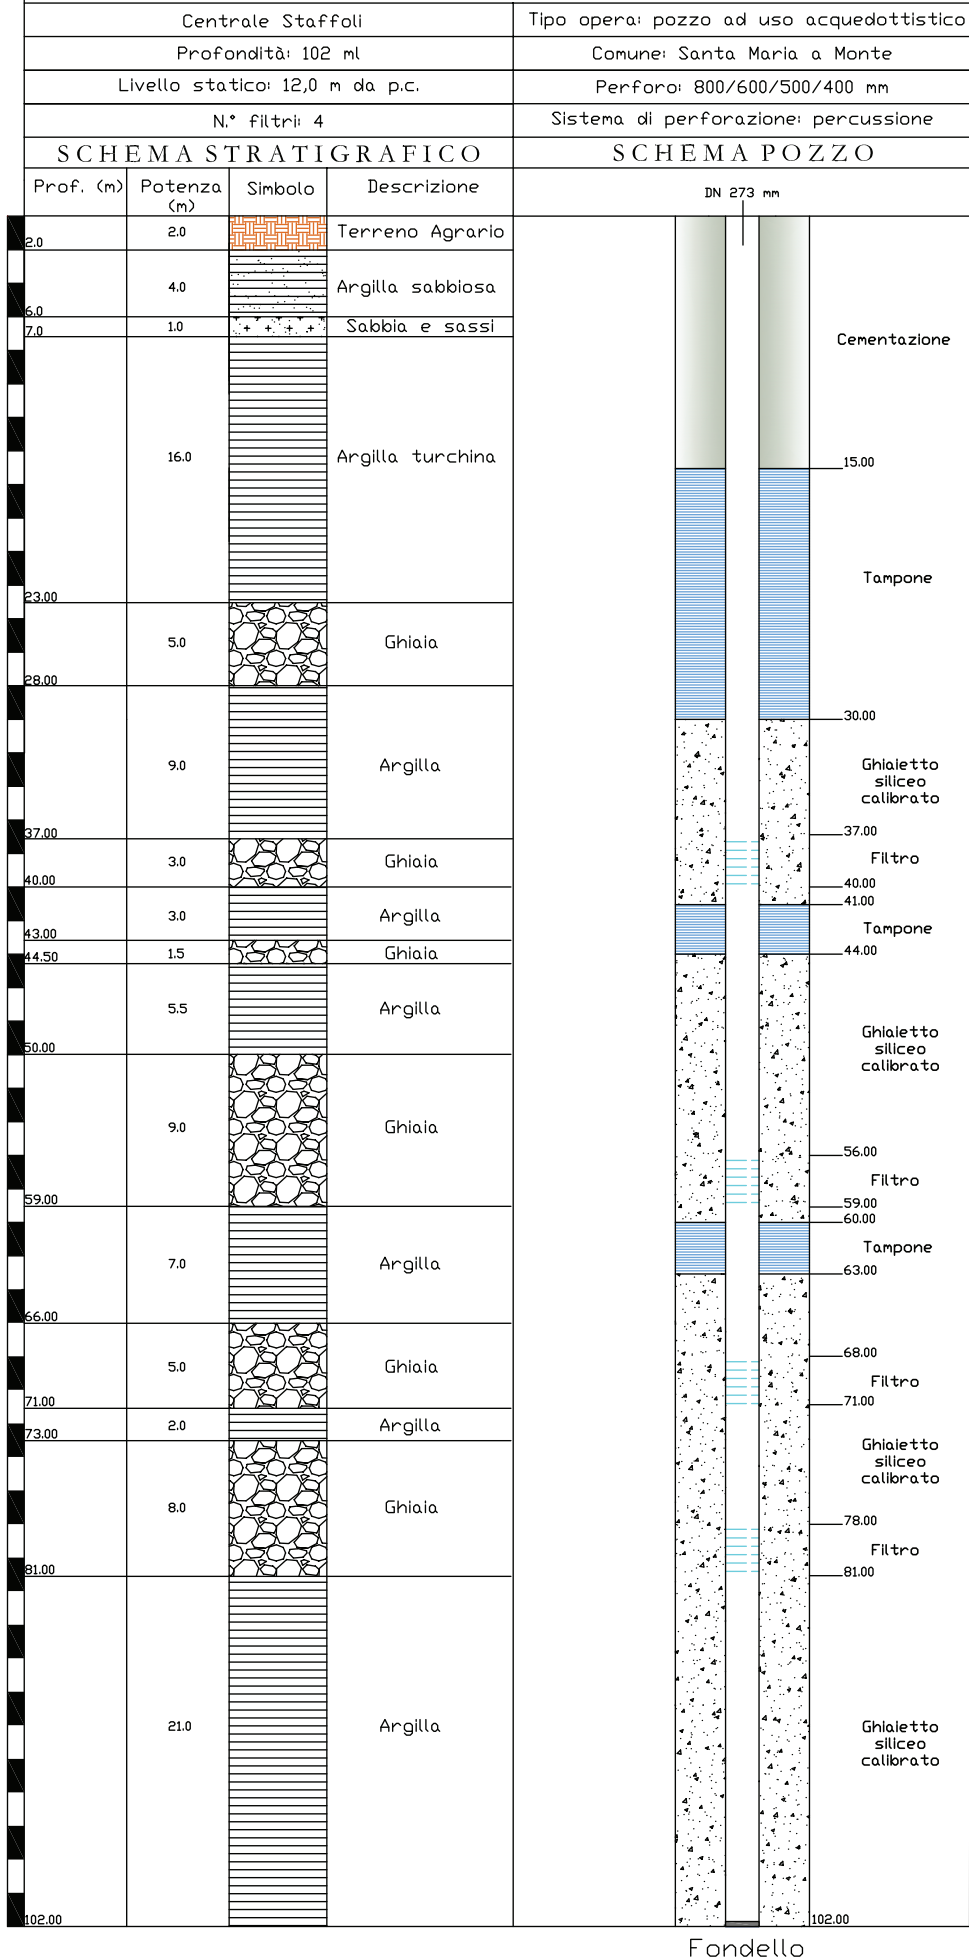 Centrale Staffoli
Tipo opera: pozzo ad uso acquedottistico
Profondità: 102 ml
Comune: Santa Maria a Monte
Livello statico: 12,0 m da p.c.
Perforo: 800/600/500/400 mm
N.° filtri: 4
Sistema di perforazione: percussione
SCHEMA STRATIGRAFICO
SCHEMA POZZO
Prof. (m)
Potenza
(m)
Simbolo
Descrizione
2.0
2.0
Terreno Agrario
6.0
4.0
Argilla sabbiosa
7.0
1.0
Sabbia e sassi
23.00
16.0
Argilla turchina
28.00
5.0
Ghiaia
37.00
9.0
Argilla
40.00
3.0
Ghiaia
43.00
3.0
Argilla
44.50
1.5
Ghiaia
50.00
5.5
Argilla
59.00
9.0
Ghiaia
66.00
7.0
Argilla
71.00
5.0
Ghiaia
73.00
2.0
Argilla
81.00
8.0
Ghiaia
102.00
21.0
Argilla
DN 273 mm
Cementazione
15.00
Tampone
30.00
Ghiaietto
siliceo
calibrato
37.00
Filtro
40.00
41.00
Tampone
44.00
Ghiaietto
siliceo
calibrato
56.00
Filtro
59.00
60.00
Tampone
63.00
68.00
Filtro
71.00
Ghiaietto
siliceo
calibrato
78.00
Filtro
81.00
Ghiaietto
siliceo
calibrato
102.00
Fondello